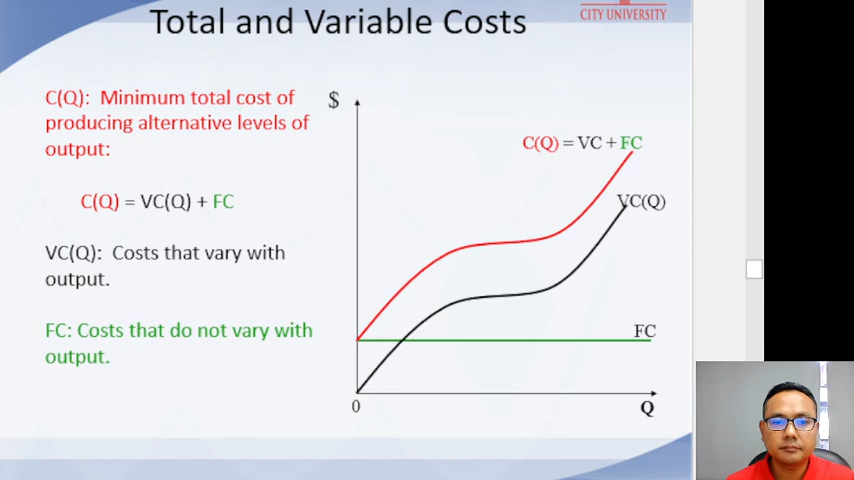 Total and Variable Costs
CITY UNIVERSITY
C(Q): Minimum total cost of
producing alternative levels of
output:
C(Q) = VC(Q) + FC
VC(Q): Costs that vary with
output.
FC: Costs that do not vary with
output.
$
C(Q) = VC + FC
VC(Q)
FC
0
Q